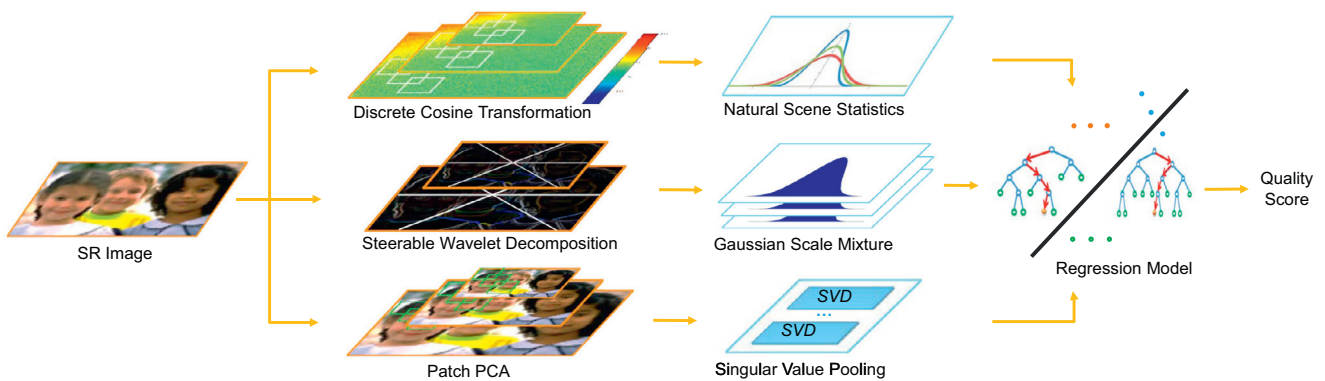 Discrete Cosine Transformation
Natural Scene Statistics
SR Image
Steerable Wavelet Decomposition
Gaussian Scale Mixture
Quality
Score
Regression Model
SVD
...
SVD
Patch PCA
Singular Value Pooling